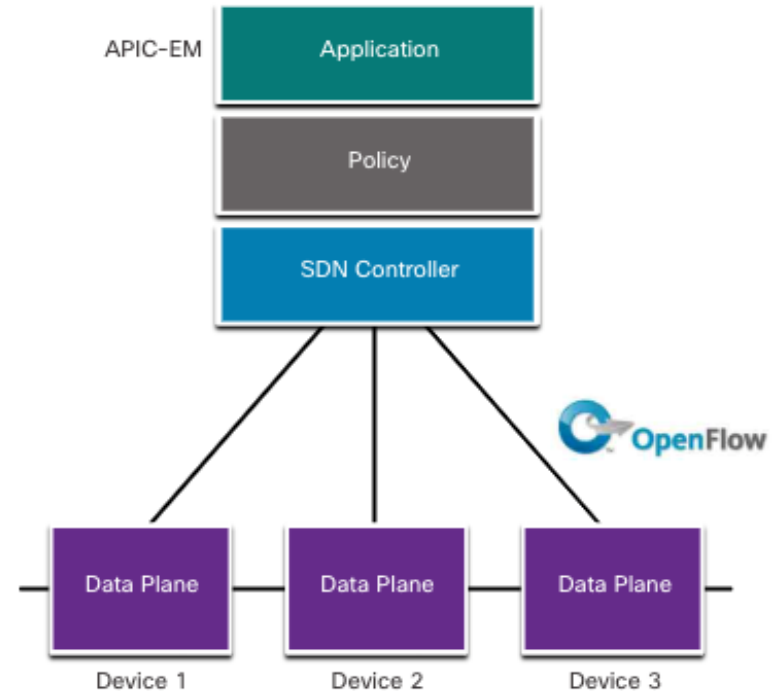 APIC-EM
Application
Policy
SDN Controller
OpenFlow
Data Plane
Data Plane
Data Plane
Device 1
Device 2
Device 3